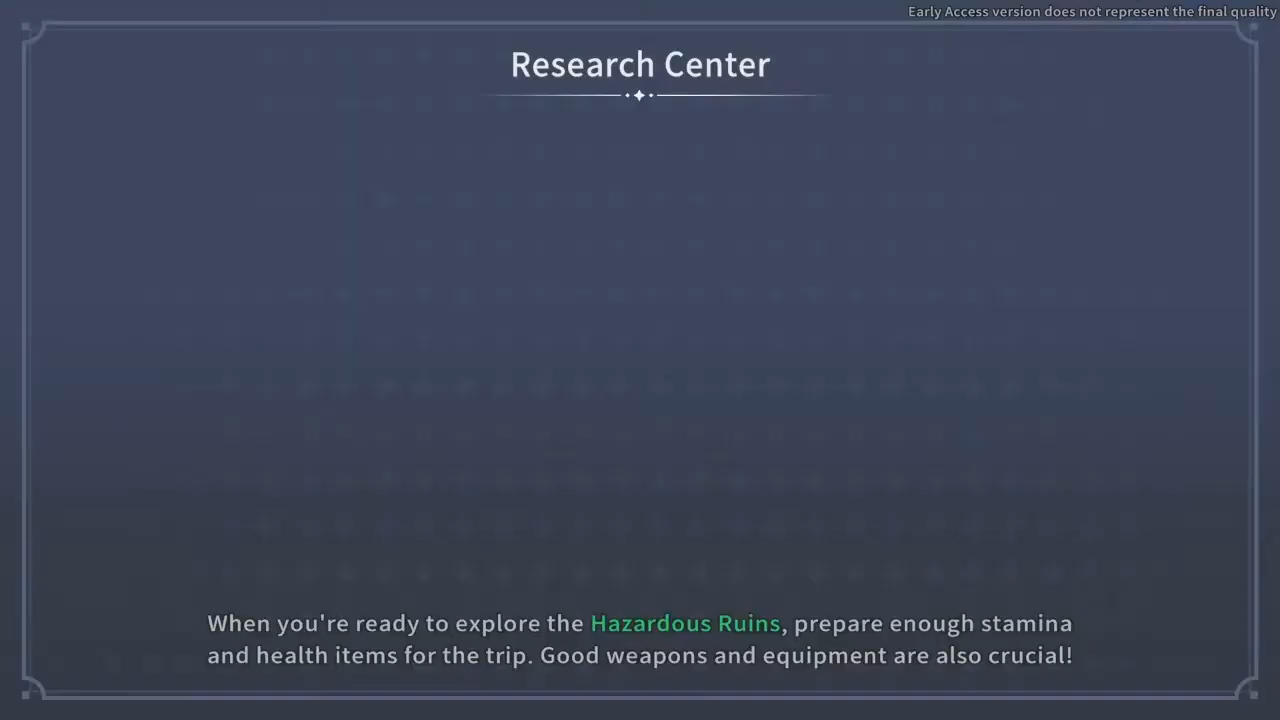 Early Access version does not represent the final quality
Research Center
When you're ready to explore the Hazardous Ruins, prepare enough stamina
and health items for the trip. Good weapons and equipment are also crucial!